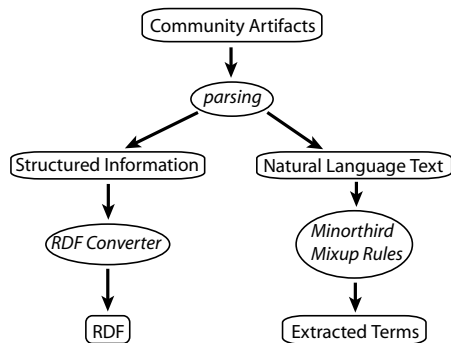 Community Artifacts
parsing
Structured Information
Natural Language Text
RDF Converter
Minorthird
Mixup Rules
RDF
Extracted Terms